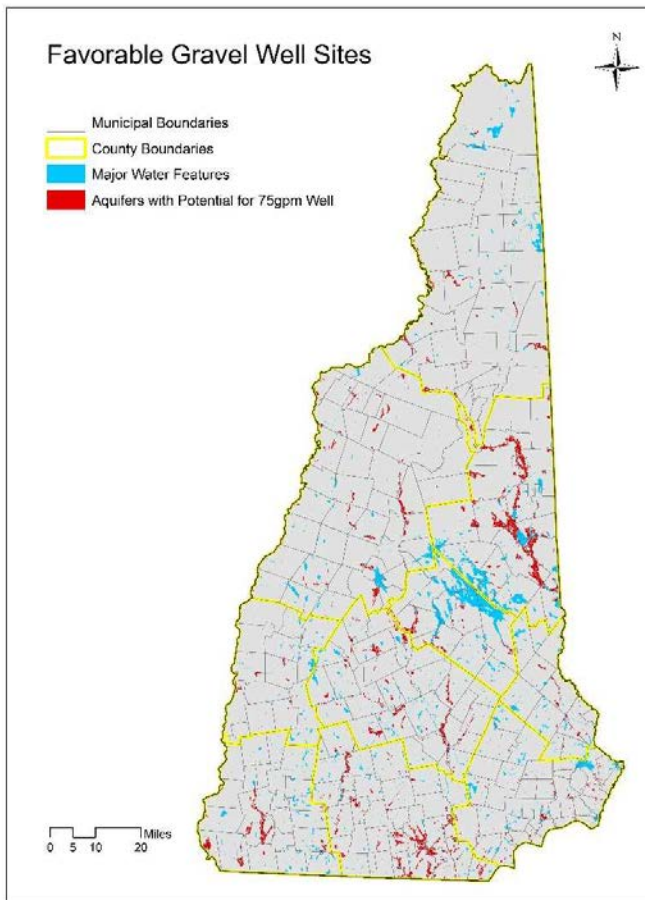 Favorable Gravel Well Sites
N
Municipal Boundaries
County Boundaries
Major Water Features
Aquifers with Potential for 75gpm Well
Miles
0 5 10 20